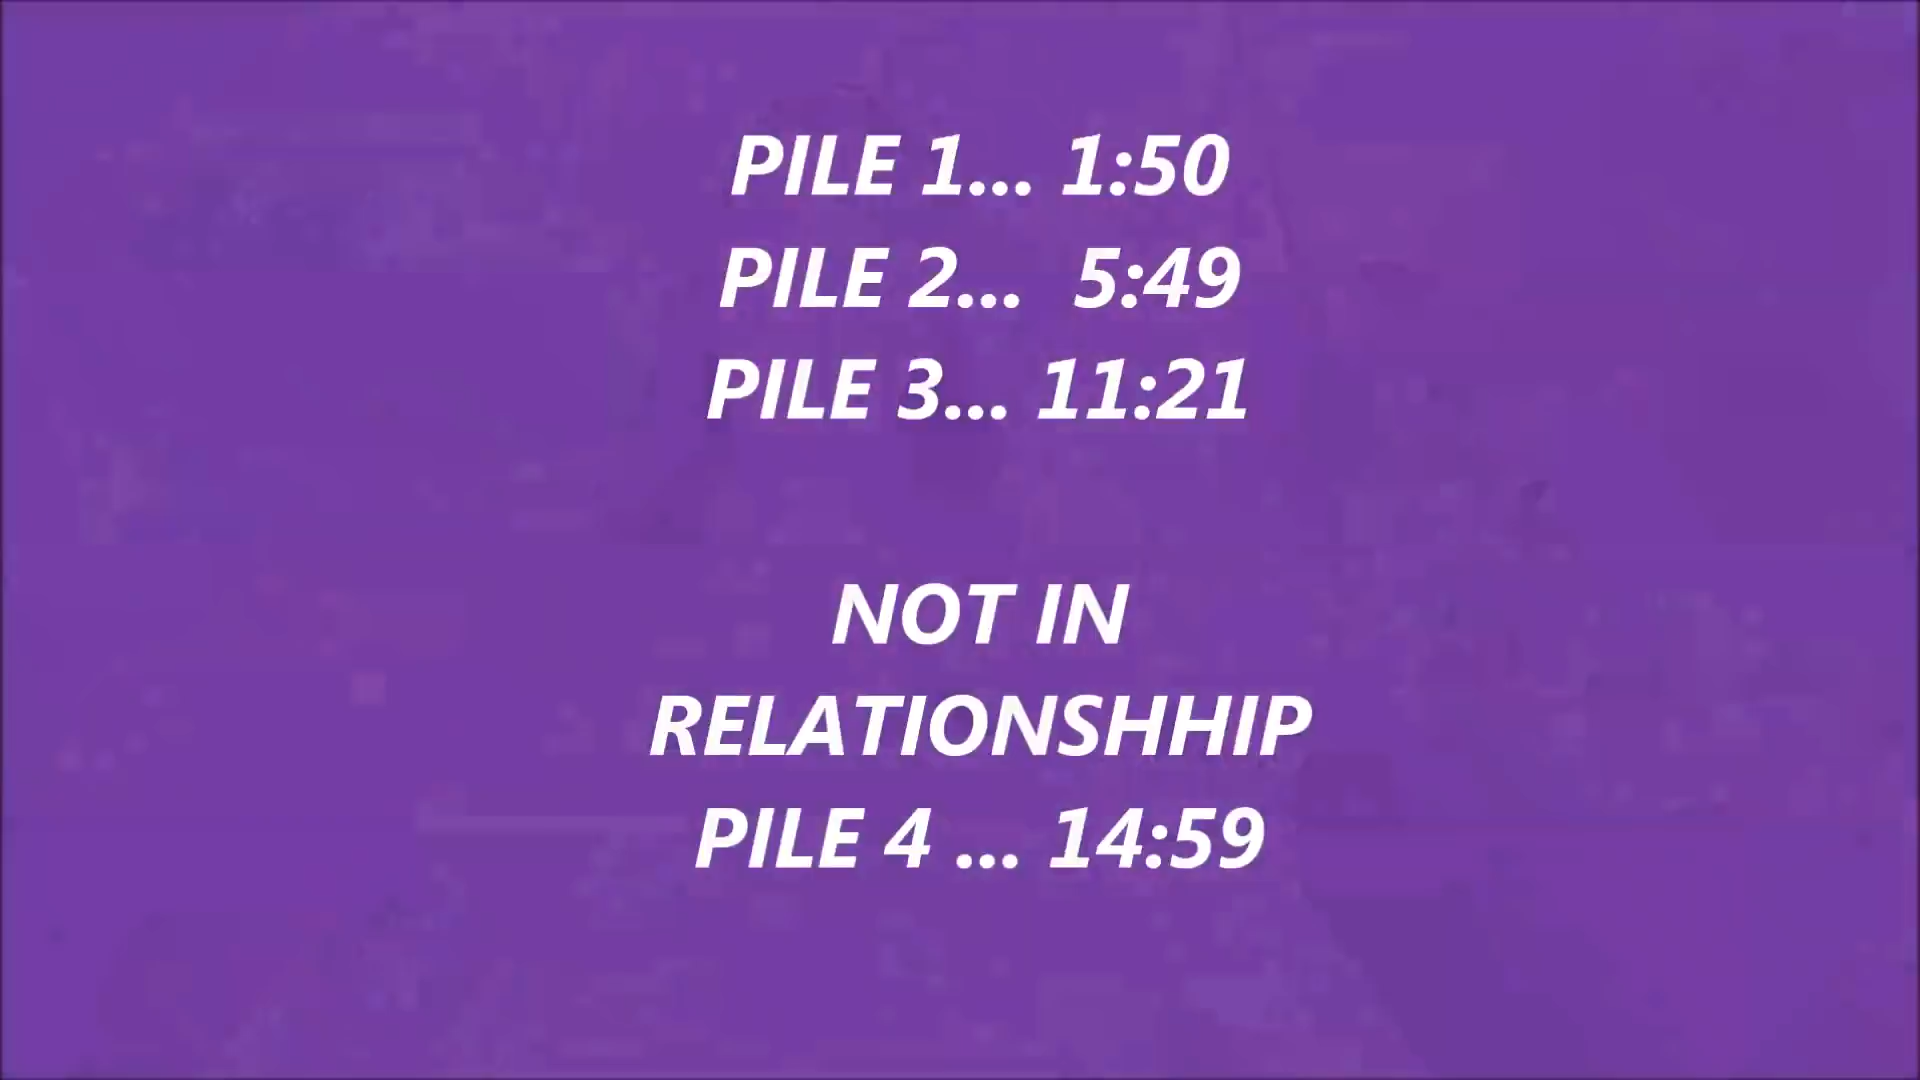 PILE 1... 1:50
PILE 2... 5:49
PILE 3... 11:21
NOT IN
RELATIONSHHIP
PILE 4 ... 14:59